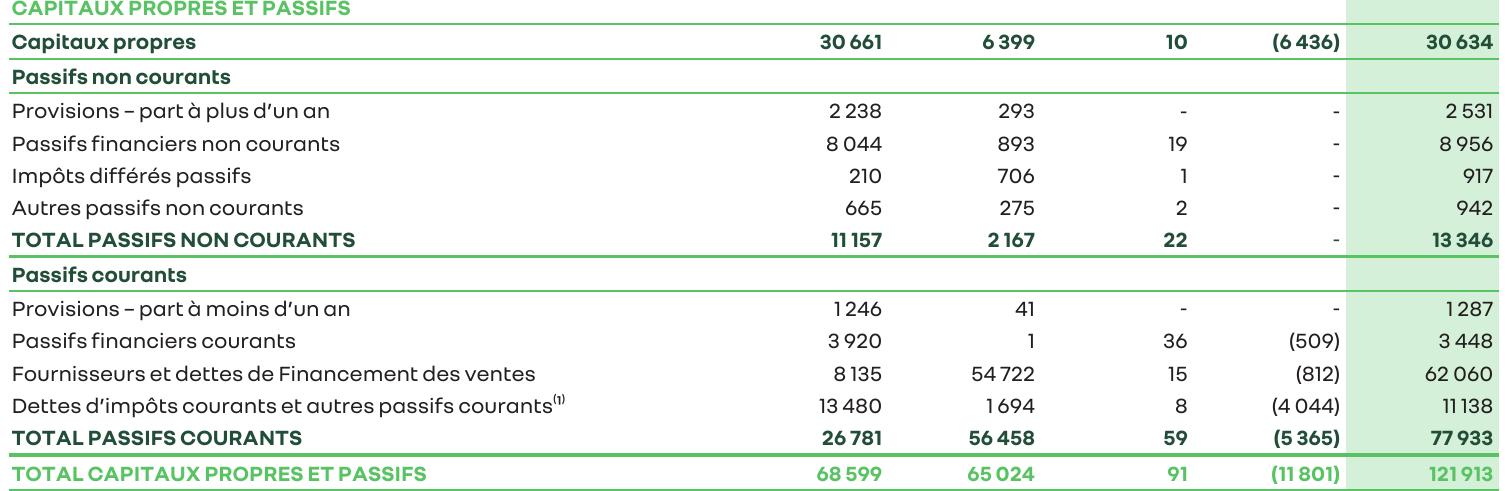 CAPITAUX PROPRES ET PASSIFS
Capitaux propres 30 661 6 399 10 (6 436) 30 634
Passifs non courants
Provisions – part à plus d’un an 2 238 293 - - 2 531
Passifs financiers non courants 8 044 893 19 - 8 956
Impôts différés passifs 210 706 1 - 917
Autres passifs non courants 665 275 2 - 942
TOTAL PASSIFS NON COURANTS 11 157 2 167 22 - 13 346
Passifs courants
Provisions – part à moins d’un an 1 246 41 - - 1 287
Passifs financiers courants 3 920 1 36 (509) 3 448
Fournisseurs et dettes de Financement des ventes 8 135 54 722 15 (812) 62 060
Dettes d’impôts courants et autres passifs courants(1) 13 480 1 694 8 (4 044) 11 138
TOTAL PASSIFS COURANTS 26 781 56 458 59 (5 365) 77 933
TOTAL CAPITAUX PROPRES ET PASSIFS 68 599 65 024 91 (11 801) 121 913